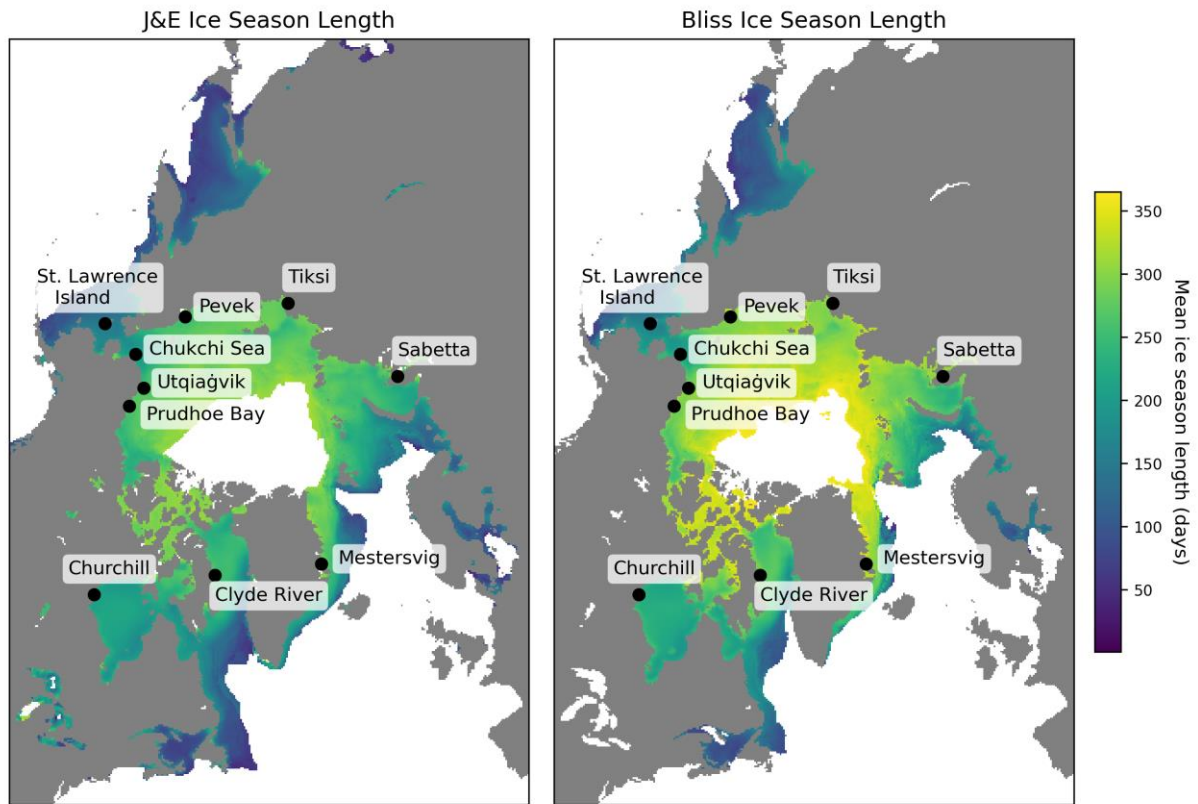 J&E Ice Season Length
St. Lawrence
Island
Tiksi
Pevek
Chukchi Sea
Sabetta
Utqiaġvik
Prudhoe Bay
Churchill
Mestersvig
Clyde River
Bliss Ice Season Length
St. Lawrence
Island
Tiksi
Pevek
Chukchi Sea
Sabetta
Utqiaġvik
Prudhoe Bay
Churchill
Mestersvig
Clyde River
350
300
250
200
150
100
50
Mean ice season length (days)